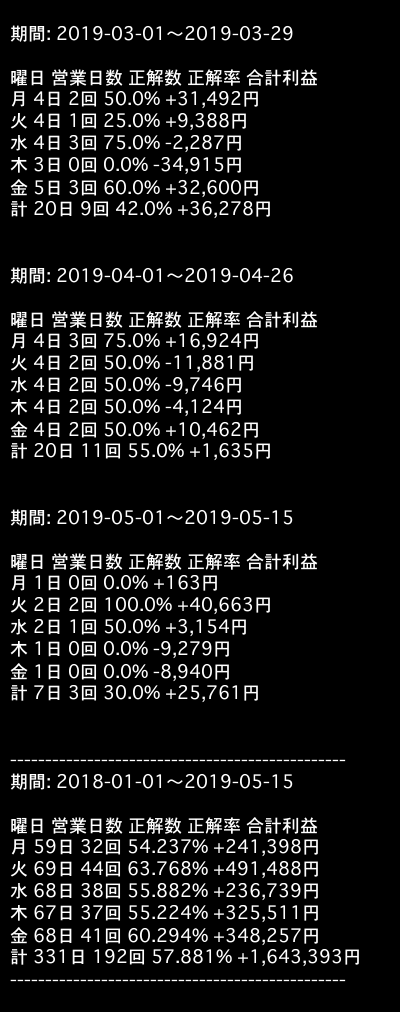 期間: 2019-03-01〜2019-03-29
曜日 営業日数 正解数 正解率 合計利益
月 4日 2回 50.0% +31,492円
火 4日 1回 25.0% +9,388円
水 4日 3回 75.0% -2,287円
木 3日 0回 0.0% -34,915円
金 5日 3回 60.0% +32,600円
計 20日 9回 42.0% +36,278円
期間: 2019-04-01〜2019-04-26
曜日 営業日数 正解数 正解率 合計利益
月 4日 3回 75.0% +16,924円
火 4日 2回 50.0% -11,881円
水 4日 2回 50.0% -9,746円
木 4日 2回 50.0% -4,124円
金 4日 2回 50.0% +10,462円
計 20日 11回 55.0% +1,635円
期間: 2019-05-01〜2019-05-15
曜日 営業日数 正解数 正解率 合計利益
月 1日 0回 0.0% +163円
火 2日 2回 100.0% +40,663円
水 2日 1回 50.0% +3,154円
木 1日 0回 0.0% -9,279円
金 1日 0回 0.0% -8,940円
計 7日 3回 30.0% +25,761円
------------------------------------------------
期間: 2018-01-01〜2019-05-15
曜日 営業日数 正解数 正解率 合計利益
月 59日 32回 54.237% +241,398円
火 69日 44回 63.768% +491,488円
水 68日 38回 55.882% +236,739円
木 67日 37回 55.224% +325,511円
金 68日 41回 60.294% +348,257円
計 331日 192回 57.881% +1,643,393円
------------------------------------------------